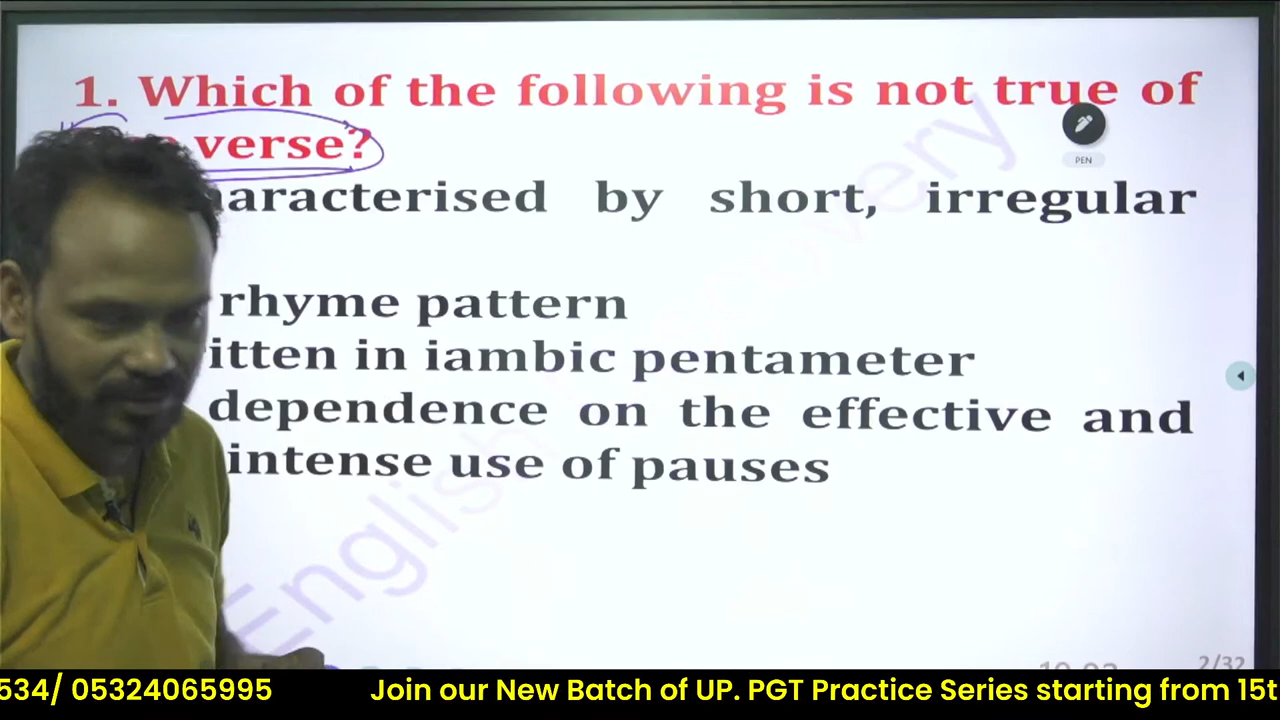 1. Which of the following is not true of
verse?
haracterised by short, irregular
rhyme pattern
itten in iambic pentameter
dependence on the effective and
intense use of pauses
English
PEN
2/32
534/ 05324065995 Join our New Batch of UP. PGT Practice Series starting from 15t